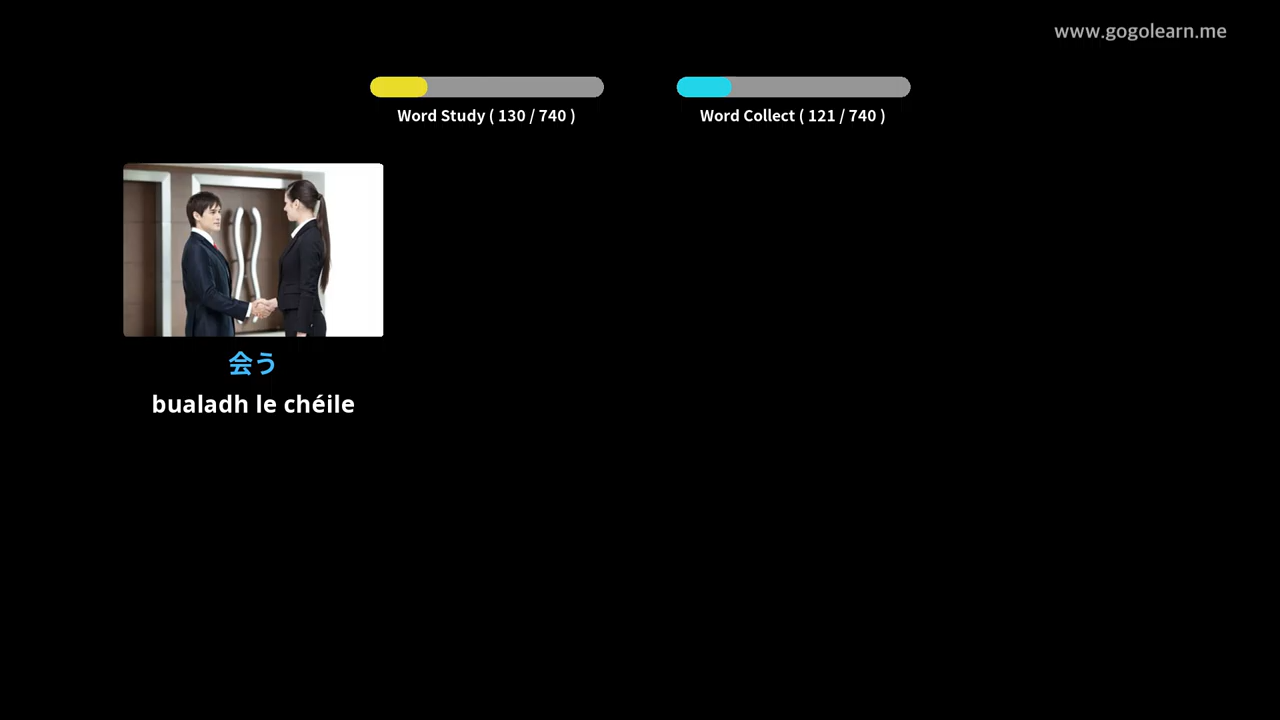 www.gogolearn.me
Word Study ( 130 / 740 )
Word Collect ( 121 / 740 )
会う
bualadh le chéile